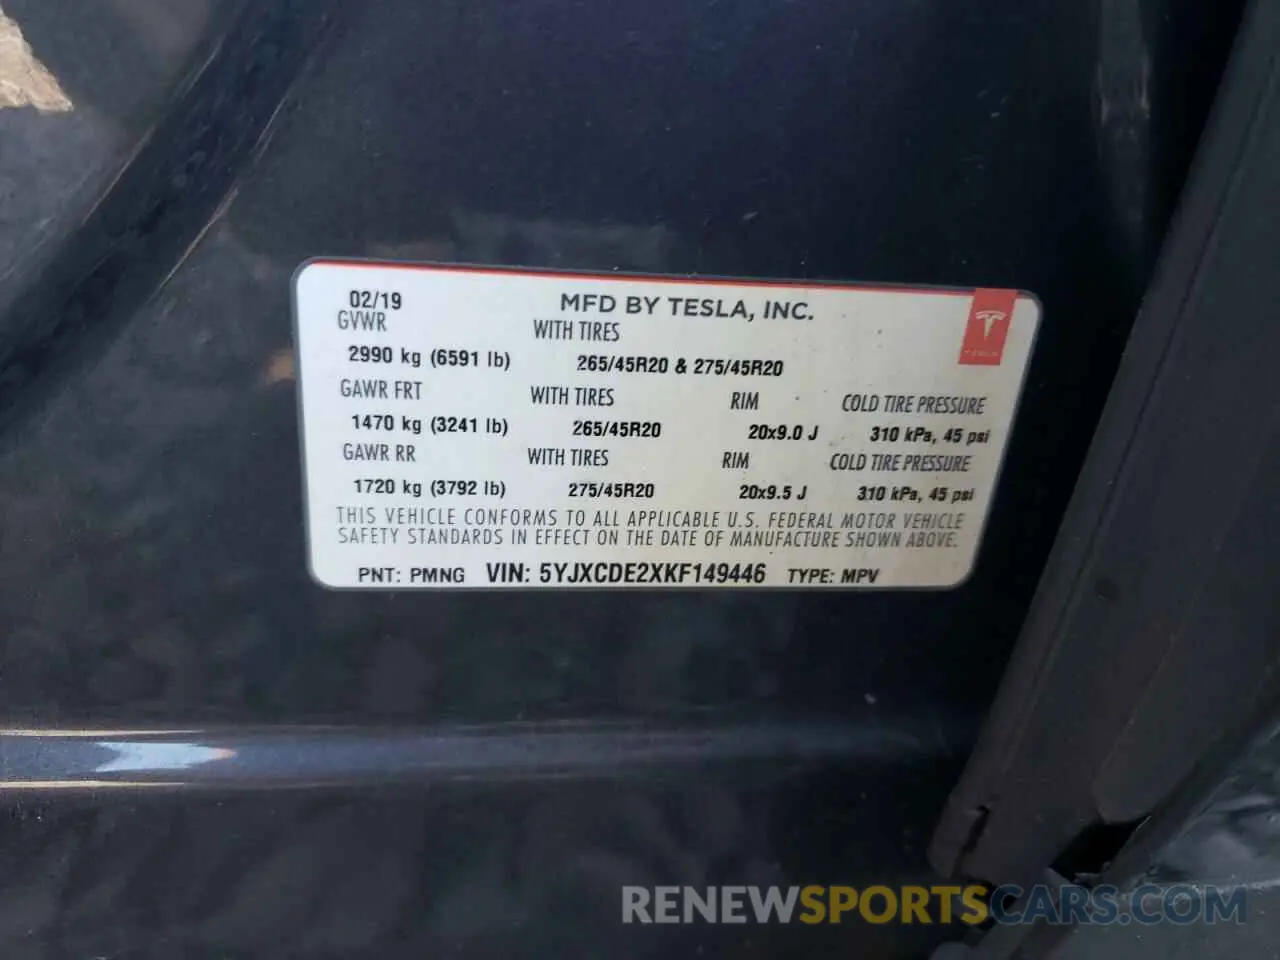 02/19 MFD BY TESLA, INC.
GVWR WITH TIRES
2990 kg (6591 lb) 265/45R20 & 275/45R20
TESLA
GAWR FRT WITH TIRES RIM COLD TIRE PRESSURE
1470 kg (3241 lb) 265/45R20 20x9.0 J 310 kPa, 45 psi
GAWR RR WITH TIRES RIM COLD TIRE PRESSURE
1720 kg (3792 lb) 275/45R20 20x9.5 J 310 kPa, 45 psi
THIS VEHICLE CONFORMS TO ALL APPLICABLE U.S. FEDERAL MOTOR VEHICLE
SAFETY STANDARDS IN EFFECT ON THE DATE OF MANUFACTURE SHOWN ABOVE.
PNT: PMNG VIN: 5YJXCDE2XKF149446 TYPE: MPV
RENEWSPORTSCARS.COM